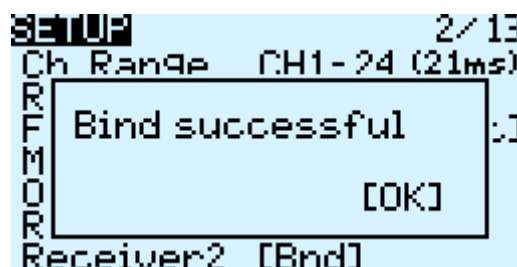 SETUP 2/13
Ch Range CH1-24 (21ms)
R
F Bind successful
M
O [OK]
R
Receiver2 [Bnd]